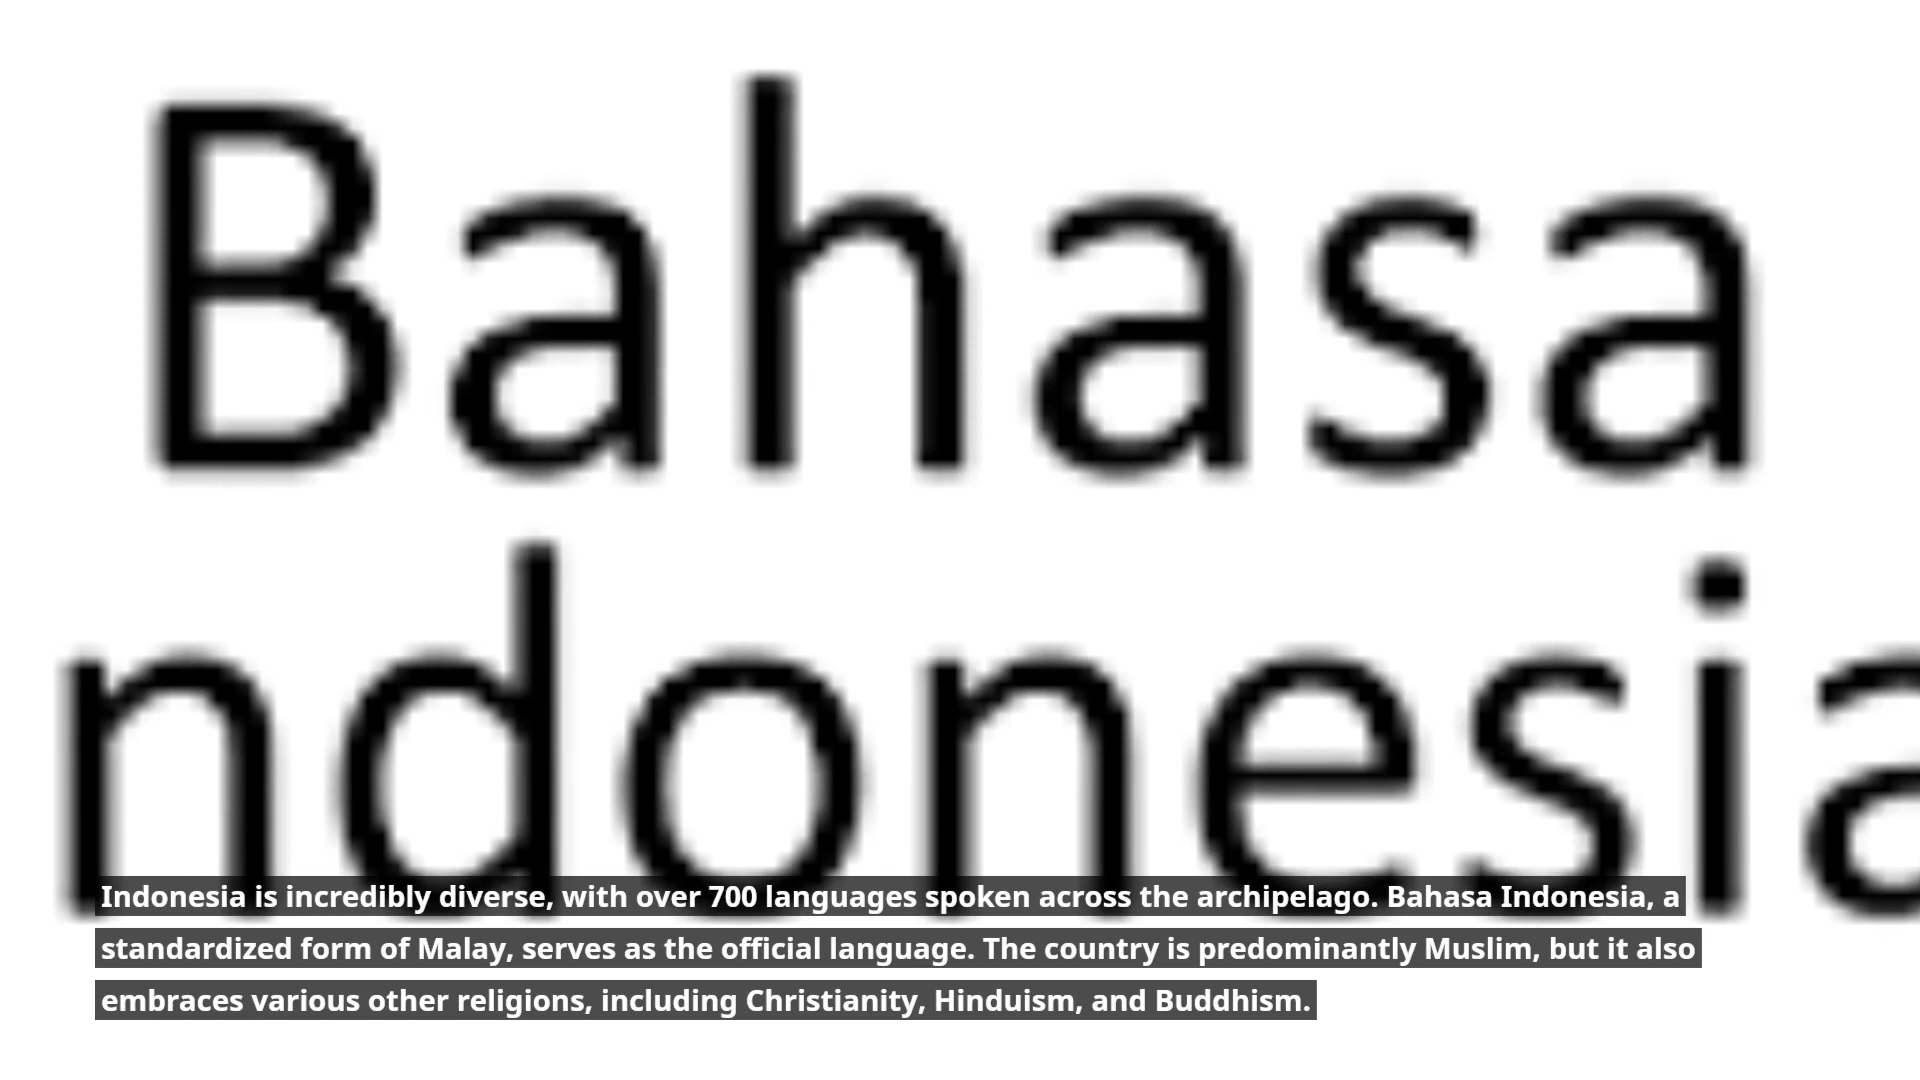 Bahasa
ndonesia
Indonesia is incredibly diverse, with over 700 languages spoken across the archipelago. Bahasa Indonesia, a
standardized form of Malay, serves as the official language. The country is predominantly Muslim, but it also
embraces various other religions, including Christianity, Hinduism, and Buddhism.